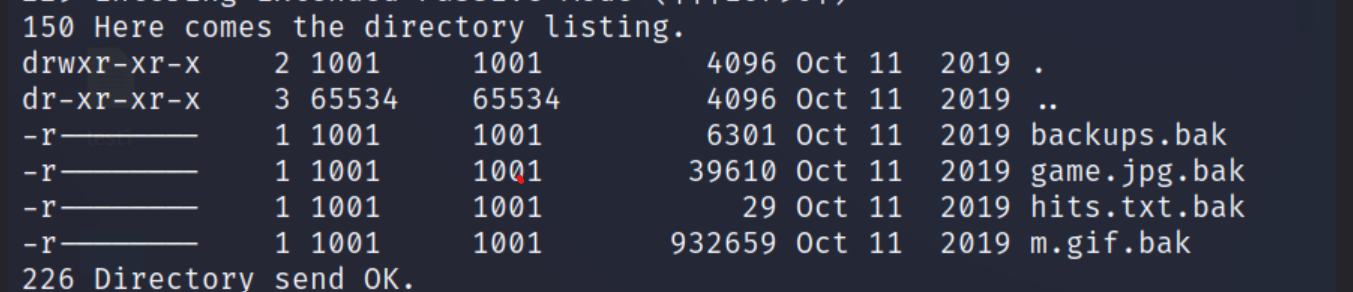 150 Here comes the directory listing.
drwxr-xr-x 2 1001 1001 4096 Oct 11 2019 .
dr-xr-xr-x 3 65534 65534 4096 Oct 11 2019 ..
-r-------- 1 1001 1001 6301 Oct 11 2019 backups.bak
-r-------- 1 1001 1001 39610 Oct 11 2019 game.jpg.bak
-r-------- 1 1001 1001 29 Oct 11 2019 hits.txt.bak
-r-------- 1 1001 1001 932659 Oct 11 2019 m.gif.bak
226 Directory send OK.